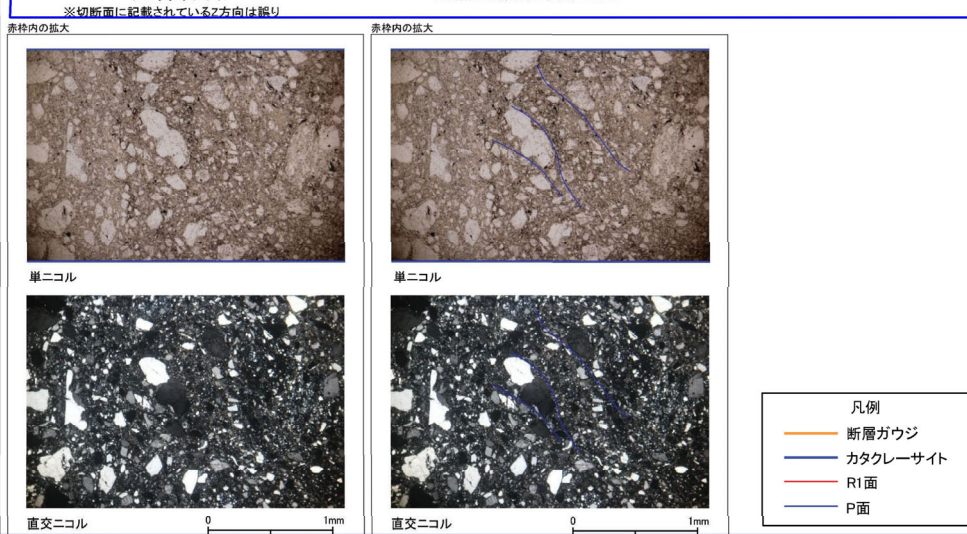 ※切断面に記載されているZ方向は誤り
赤枠内の拡大
赤枠内の拡大
単ニコル
単ニコル
直交ニコル
0 1mm
直交ニコル
0 1mm
凡例
断層ガウジ
カタクレーサイト
R1面
P面